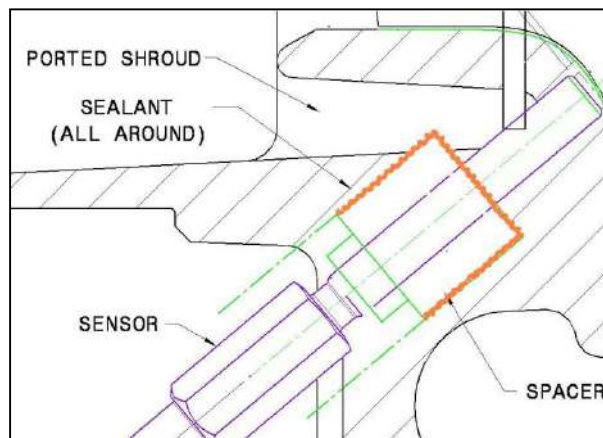 PORTED SHROUD
SEALANT
(ALL AROUND)
SENSOR
SPACER